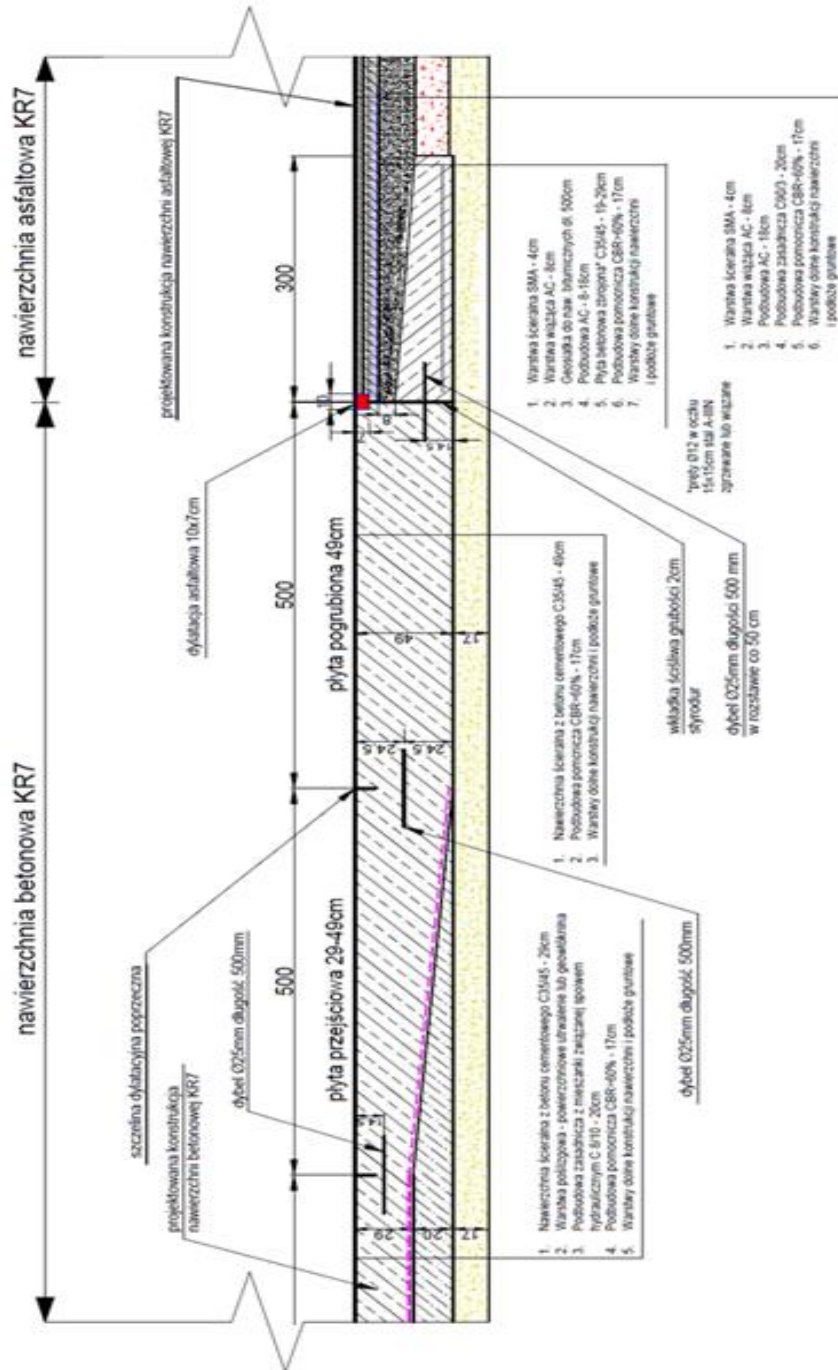 nawierzchnia betonowa KR7
nawierzchnia asfaltowa KR7
szczelina dylatacyjna poprzeczna
projektowana konstrukcja
nawierzchni betonowej KR7
dybel Ø25mm długość 500mm
dylatacja asfaltowa 10x7cm
projektowana konstrukcja nawierzchni asfaltowej KR7
500
500
300
płyta przejściowa 29-49cm
płyta pogrubiona 49cm
10
7
8
14,5
14,5
24,5
24,5
29
20
17
49
17
1. Nawierzchnia ścieralna z betonu cementowego C35/45 - 29cm
2. Warstwa poślizgowa - powierzchniowe utrwalenie lub geowłóknina
3. Podbudowa zasadnicza z mieszanki związanej spoiwem
hydraulicznym C 8/10 - 20cm
4. Podbudowa pomocnicza CBR>60% - 17cm
5. Warstwy dolne konstrukcji nawierzchni i podłoże gruntowe
dybel Ø25mm długość 500mm
1. Nawierzchnia ścieralna z betonu cementowego C35/45 - 49cm
2. Podbudowa pomocnicza CBR>60% - 17cm
3. Warstwy dolne konstrukcji nawierzchni i podłoże gruntowe
wkładka ściśliwa grubości 2cm
styrodur
dybel Ø25mm długości 500 mm
w rozstawie co 50 cm
1. Warstwa ścieralna SMA - 4cm
2. Warstwa wiążąca AC - 8cm
3. Geosiatka do naw. bitumicznych dł. 500cm
4. Podbudowa AC - 8-18cm
5. Płyta betonowa zbrojona* C35/45 - 19-29cm
6. Podbudowa pomocnicza CBR>60% - 17cm
7. Warstwy dolne konstrukcji nawierzchni
i podłoże gruntowe
*pręty Ø12 w oczku
15x15cm stal A-IIIN
zgrzewane lub wiązane
1. Warstwa ścieralna SMA - 4cm
2. Warstwa wiążąca AC - 8cm
3. Podbudowa AC - 18cm
4. Podbudowa zasadnicza C90/3 - 20cm
5. Podbudowa pomocnicza CBR>60% - 17cm
6. Warstwy dolne konstrukcji nawierzchni
i podłoże gruntowe